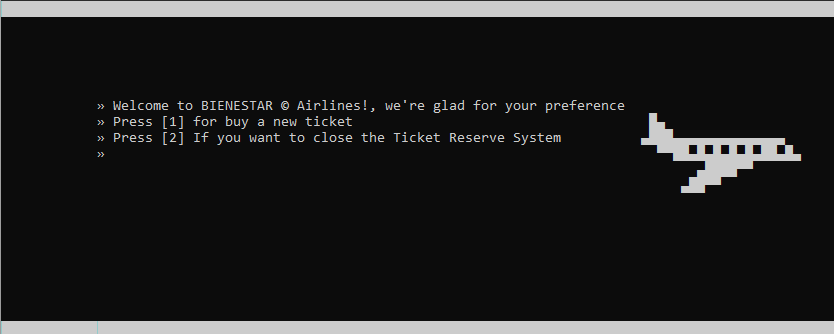 » Welcome to BIENESTAR © Airlines!, we're glad for your preference
» Press [1] for buy a new ticket
» Press [2] If you want to close the Ticket Reserve System
»